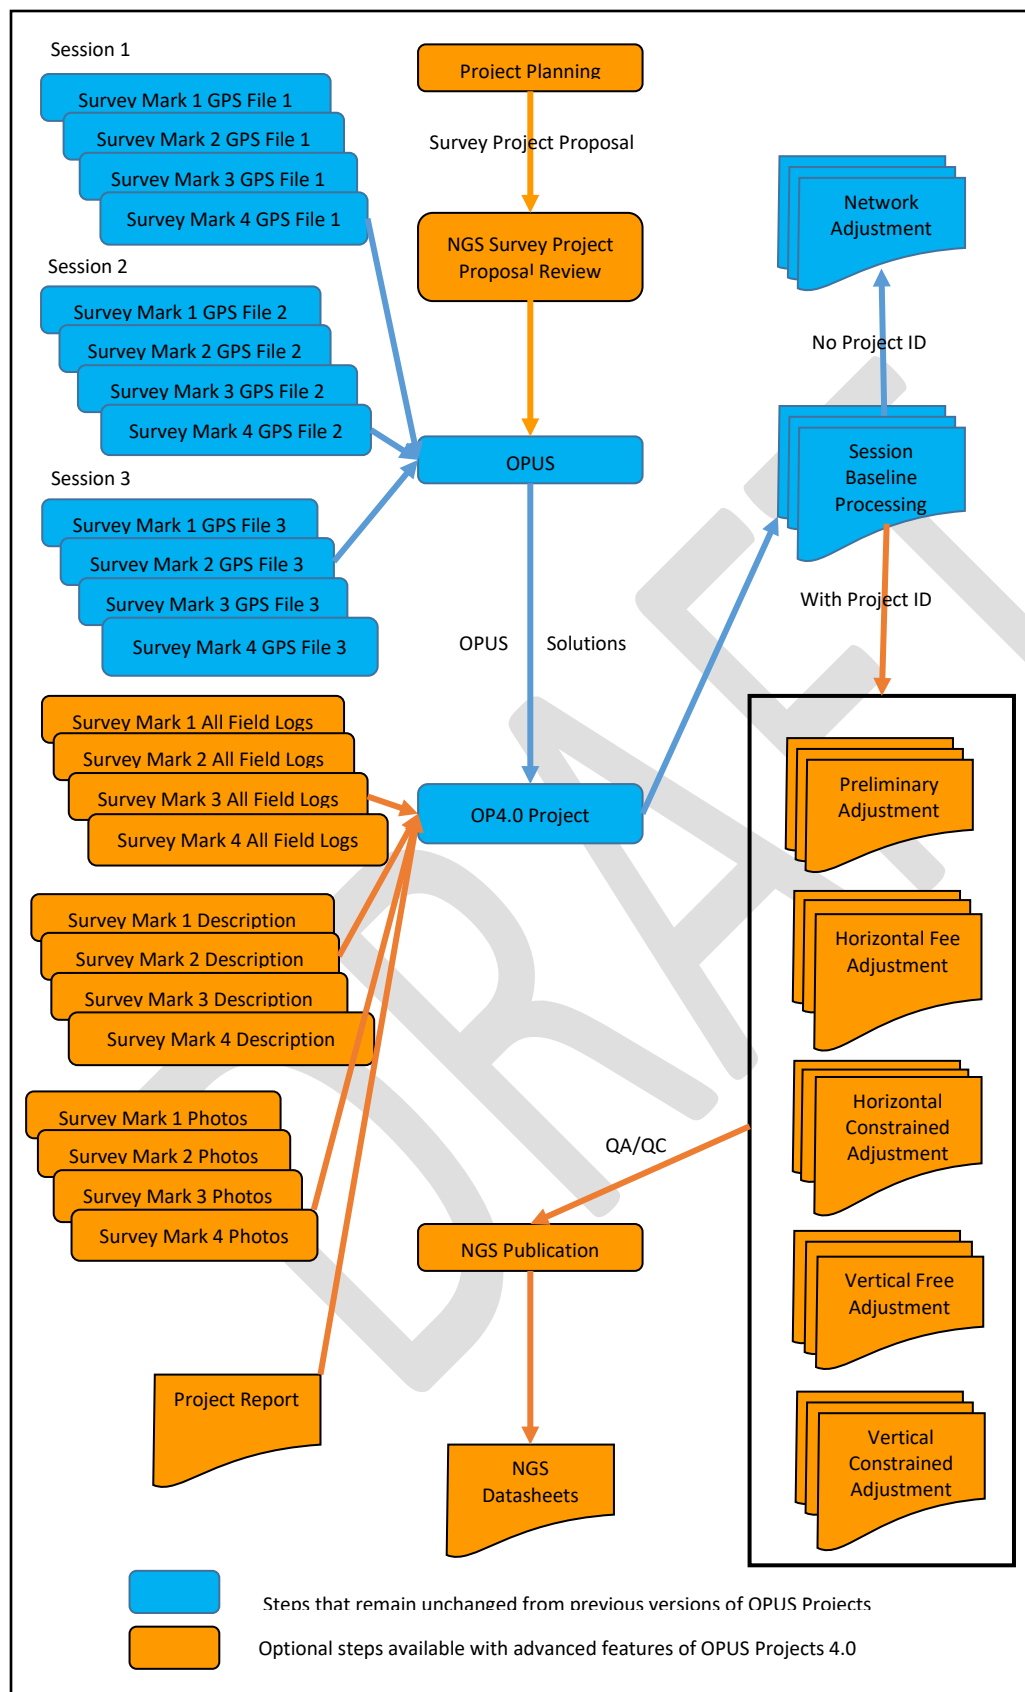 Session 1
Survey Mark 1 GPS File 1
Survey Mark 2 GPS File 1
Survey Mark 3 GPS File 1
Survey Mark 4 GPS File 1
Session 2
Survey Mark 1 GPS File 2
Survey Mark 2 GPS File 2
Survey Mark 3 GPS File 2
Survey Mark 4 GPS File 2
Session 3
Survey Mark 1 GPS File 3
Survey Mark 2 GPS File 3
Survey Mark 3 GPS File 3
Survey Mark 4 GPS File 3
Survey Mark 1 All Field Logs
Survey Mark 2 All Field Logs
Survey Mark 3 All Field Logs
Survey Mark 4 All Field Logs
Survey Mark 1 Description
Survey Mark 2 Description
Survey Mark 3 Description
Survey Mark 4 Description
Survey Mark 1 Photos
Survey Mark 2 Photos
Survey Mark 3 Photos
Survey Mark 4 Photos
Project Report
Project Planning
Survey Project Proposal
NGS Survey Project
Proposal Review
OPUS
OPUS Solutions
OP4.0 Project
Network
Adjustment
No Project ID
Session
Baseline
Processing
With Project ID
Preliminary
Adjustment
Horizontal Fee
Adjustment
Horizontal
Constrained
Adjustment
Vertical Free
Adjustment
Vertical
Constrained
Adjustment
QA/QC
NGS Publication
NGS
Datasheets
Steps that remain unchanged from previous versions of OPUS Projects
Optional steps available with advanced features of OPUS Projects 4.0
DRAFT